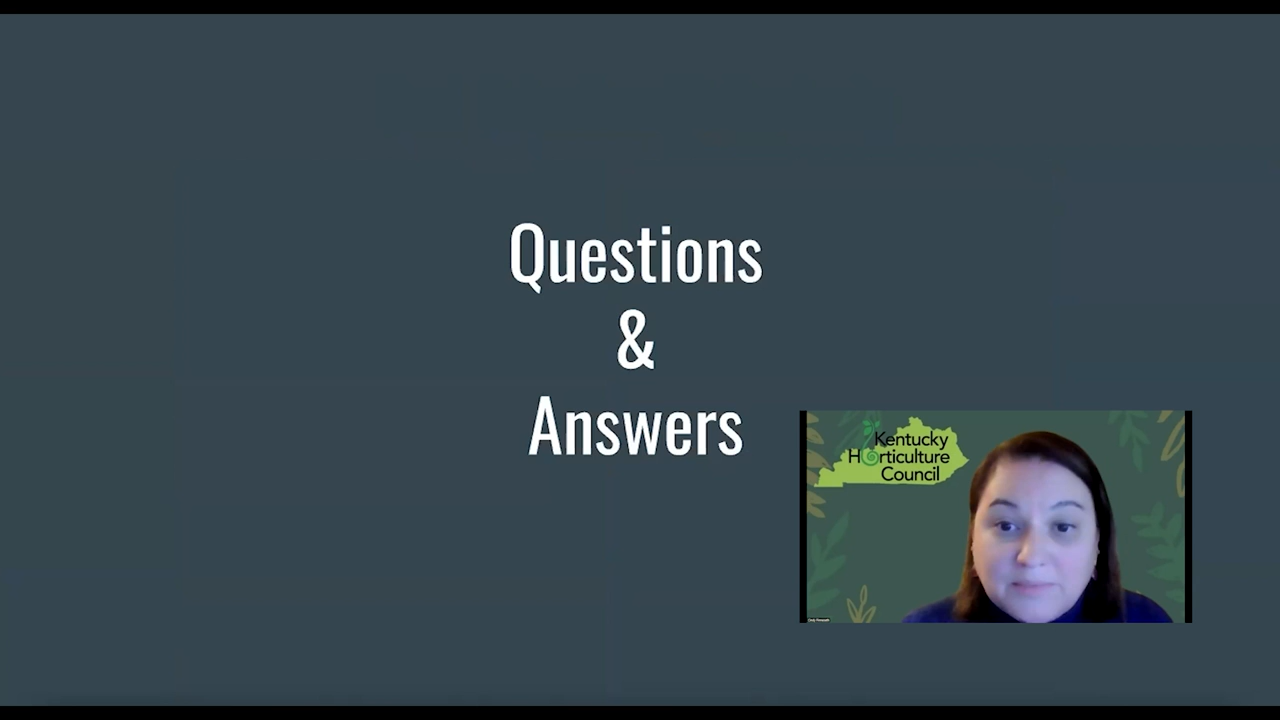 Questions
&
Answers
Kentucky
Horticulture
Council